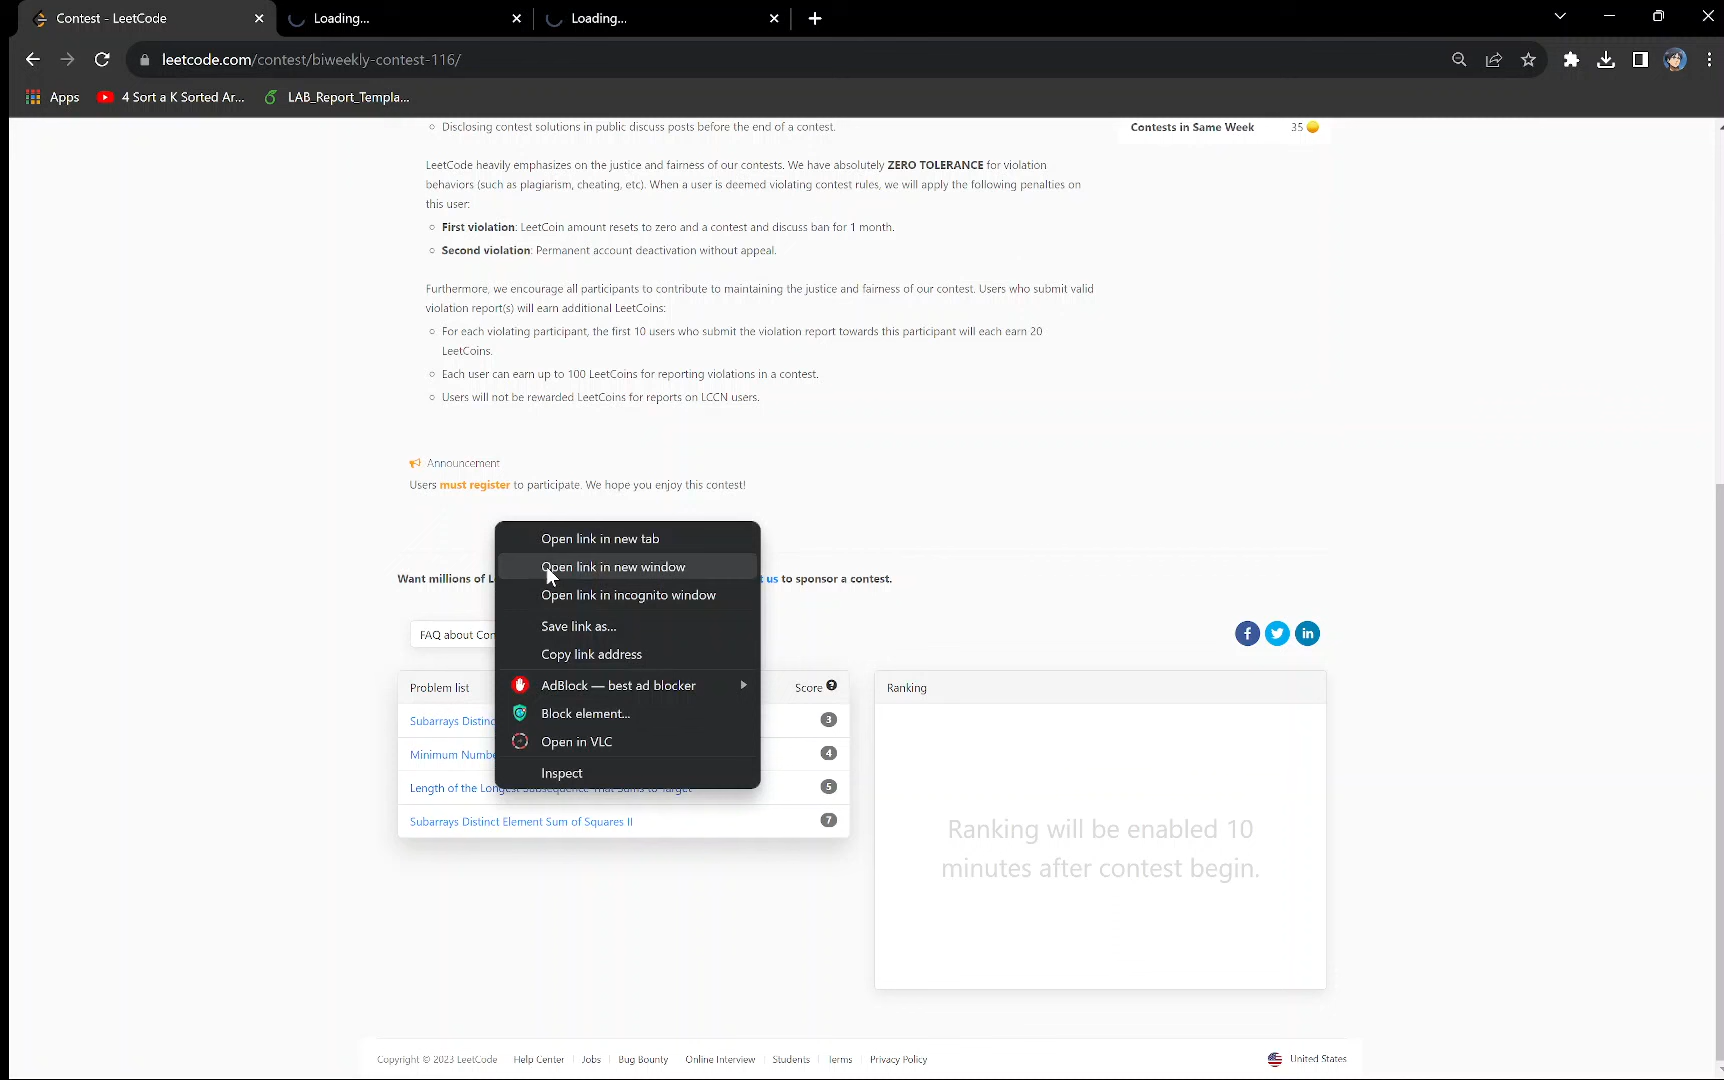 Contest - LeetCode
Loading...
Loading...
leetcode.com/contest/biweekly-contest-116/
Apps
4 Sort a K Sorted Ar...
LAB_Report_Templa...
Disclosing contest solutions in public discuss posts before the end of a contest.
Contests in Same Week 35
LeetCode heavily emphasizes on the justice and fairness of our contests. We have absolutely ZERO TOLERANCE for violation
behaviors (such as plagiarism, cheating, etc). When a user is deemed violating contest rules, we will apply the following penalties on
this user:
First violation: LeetCoin amount resets to zero and a contest and discuss ban for 1 month.
Second violation: Permanent account deactivation without appeal.
Furthermore, we encourage all participants to contribute to maintaining the justice and fairness of our contest. Users who submit valid
violation report(s) will earn additional LeetCoins:
For each violating participant, the first 10 users who submit the violation report towards this participant will each earn 20
LeetCoins.
Each user can earn up to 100 LeetCoins for reporting violations in a contest.
Users will not be rewarded LeetCoins for reports on LCCN users.
Announcement
Users must register to participate. We hope you enjoy this contest!
Open link in new tab
Open link in new window
Open link in incognito window
Save link as...
Copy link address
AdBlock — best ad blocker
Block element...
Open in VLC
Inspect
Want millions of L
us to sponsor a contest.
FAQ about Con
Problem list
Score
Subarrays Distinc
3
Minimum Numbe
4
Length of the Longest Subsequence That Sums to Target
5
Subarrays Distinct Element Sum of Squares II
7
Ranking
Ranking will be enabled 10
minutes after contest begin.
Copyright © 2023 LeetCode
Help Center
Jobs
Bug Bounty
Online Interview
Students
Terms
Privacy Policy
United States